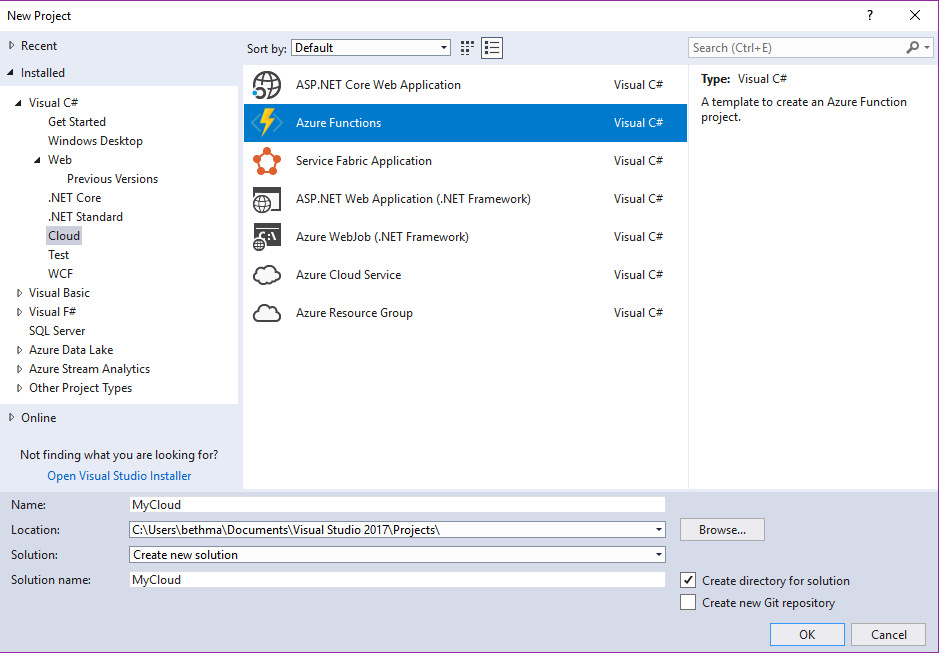 New Project
?
Recent
Installed
Visual C#
Get Started
Windows Desktop
Web
Previous Versions
.NET Core
.NET Standard
Cloud
Test
WCF
Visual Basic
Visual F#
SQL Server
Azure Data Lake
Azure Stream Analytics
Other Project Types
Online
Not finding what you are looking for?
Open Visual Studio Installer
Sort by: Default
ASP.NET Core Web Application Visual C#
Azure Functions Visual C#
Service Fabric Application Visual C#
ASP.NET Web Application (.NET Framework) Visual C#
Azure WebJob (.NET Framework) Visual C#
Azure Cloud Service Visual C#
Azure Resource Group Visual C#
Search (Ctrl+E)
Type: Visual C#
A template to create an Azure Function
project.
Name: MyCloud
Location: C:\Users\bethma\Documents\Visual Studio 2017\Projects\ Browse...
Solution: Create new solution
Solution name: MyCloud
Create directory for solution
Create new Git repository
OK Cancel